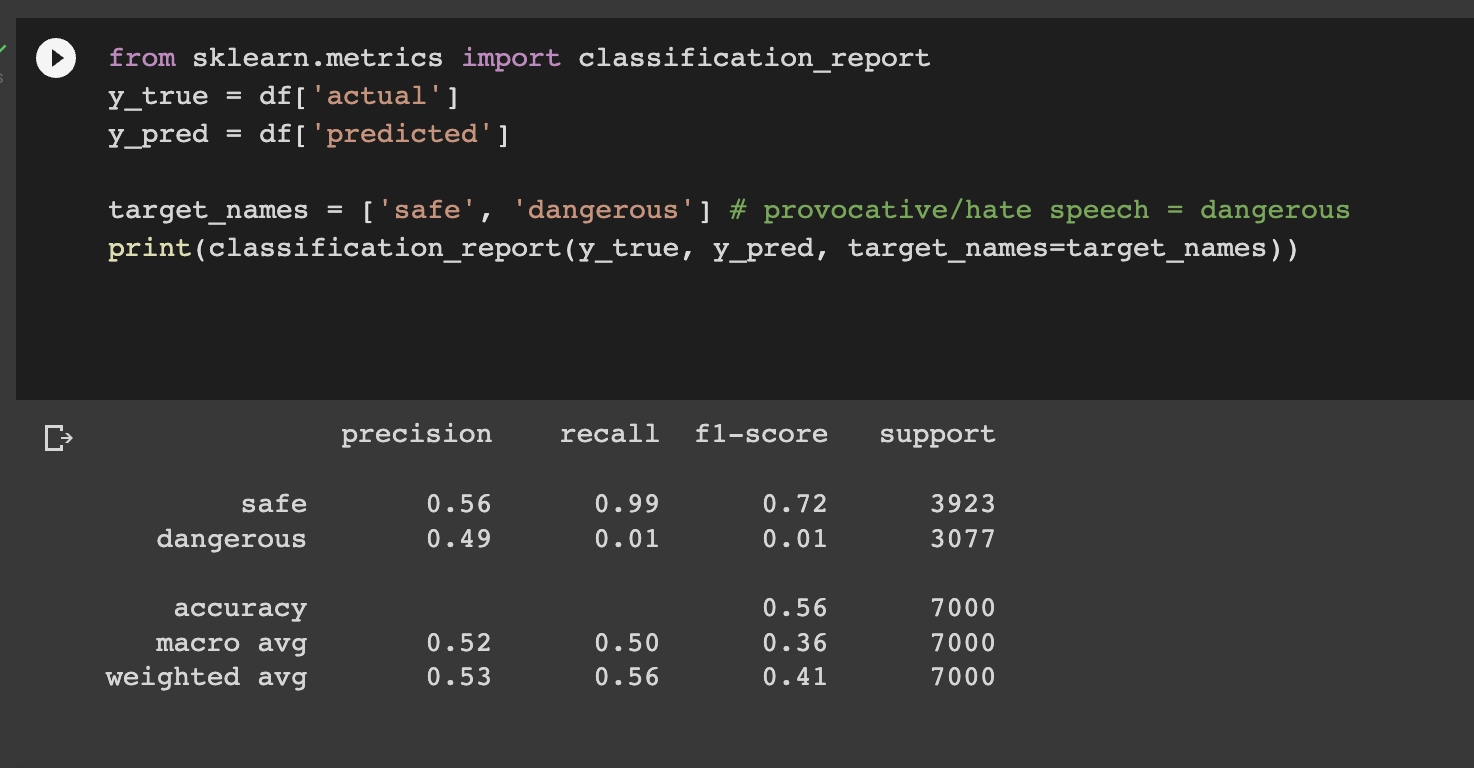 from sklearn.metrics import classification_report
y_true = df['actual']
y_pred = df['predicted']
target_names = ['safe', 'dangerous'] # provocative/hate speech = dangerous
print(classification_report(y_true, y_pred, target_names=target_names))
precision recall f1-score support
safe 0.56 0.99 0.72 3923
dangerous 0.49 0.01 0.01 3077
accuracy 0.56 7000
macro avg 0.52 0.50 0.36 7000
weighted avg 0.53 0.56 0.41 7000